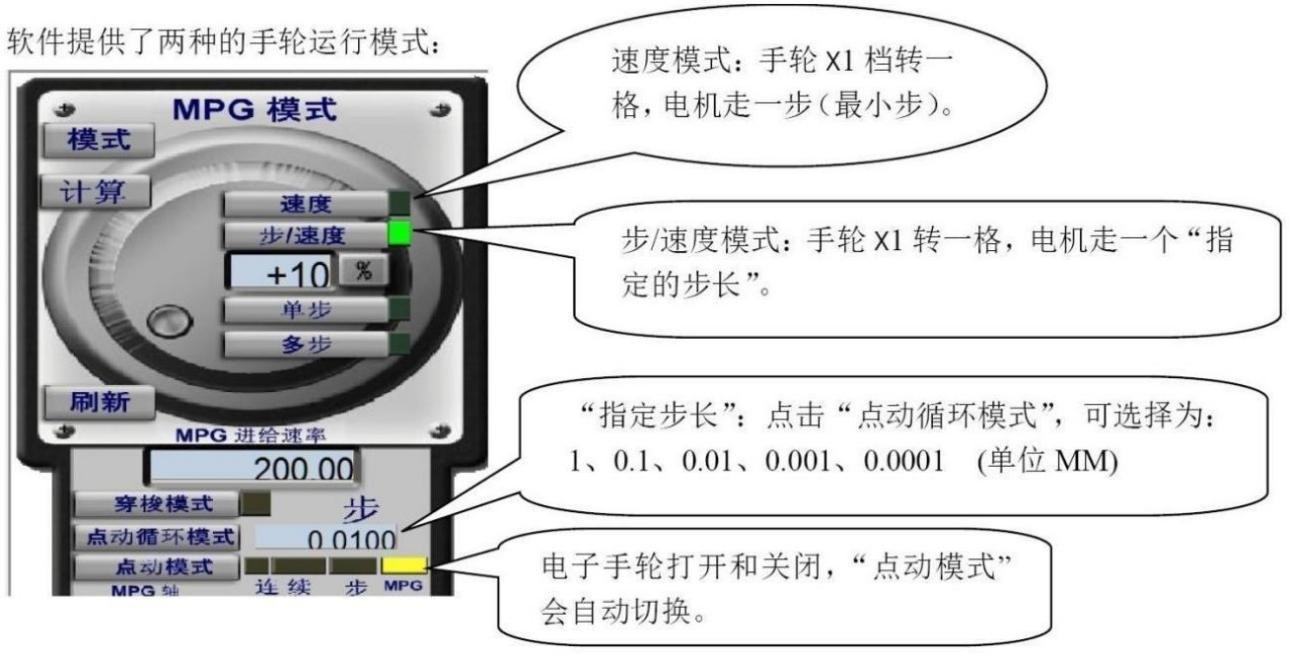 软件提供了两种的手轮运行模式：
速度模式：手轮 X1 档转一
格，电机走一步（最小步）。
MPG 模式
模式
计算
速度
步/速度
+10 %
单步
多步
刷新
MPG 进给速率
200.00
穿梭模式
步
点动循环模式 0.0100
点动模式
MPG 轴
连续 步 MPG
步/速度模式：手轮 X1 转一格，电机走一个“指
定的步长”。
“指定步长”：点击“点动循环模式”，可选择为：
1、0.1、0.01、0.001、0.0001 (单位 MM)
电子手轮打开和关闭，“点动模式”
会自动切换。